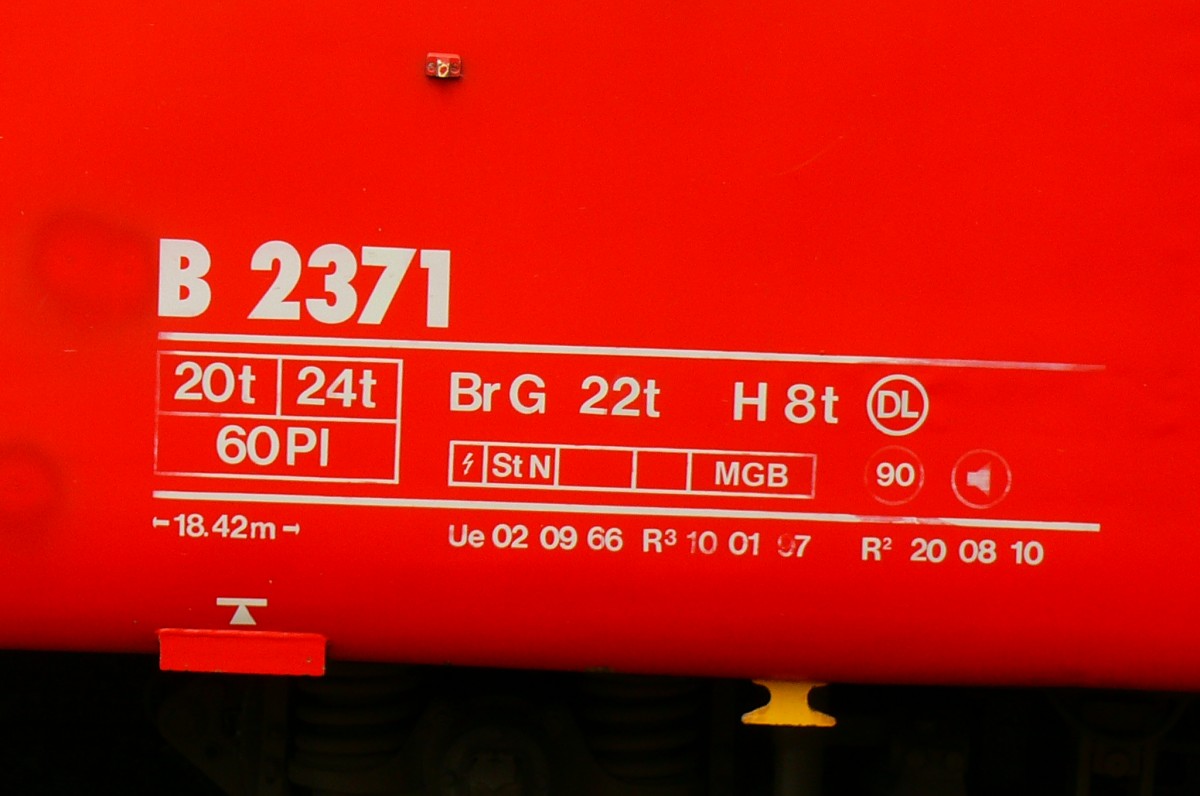 B 2371
20t 24t Br G 22t H 8t DL
60Pl St N MGB 90
18.42m Ue 02 09 66 R³ 10 01 97 R² 20 08 10